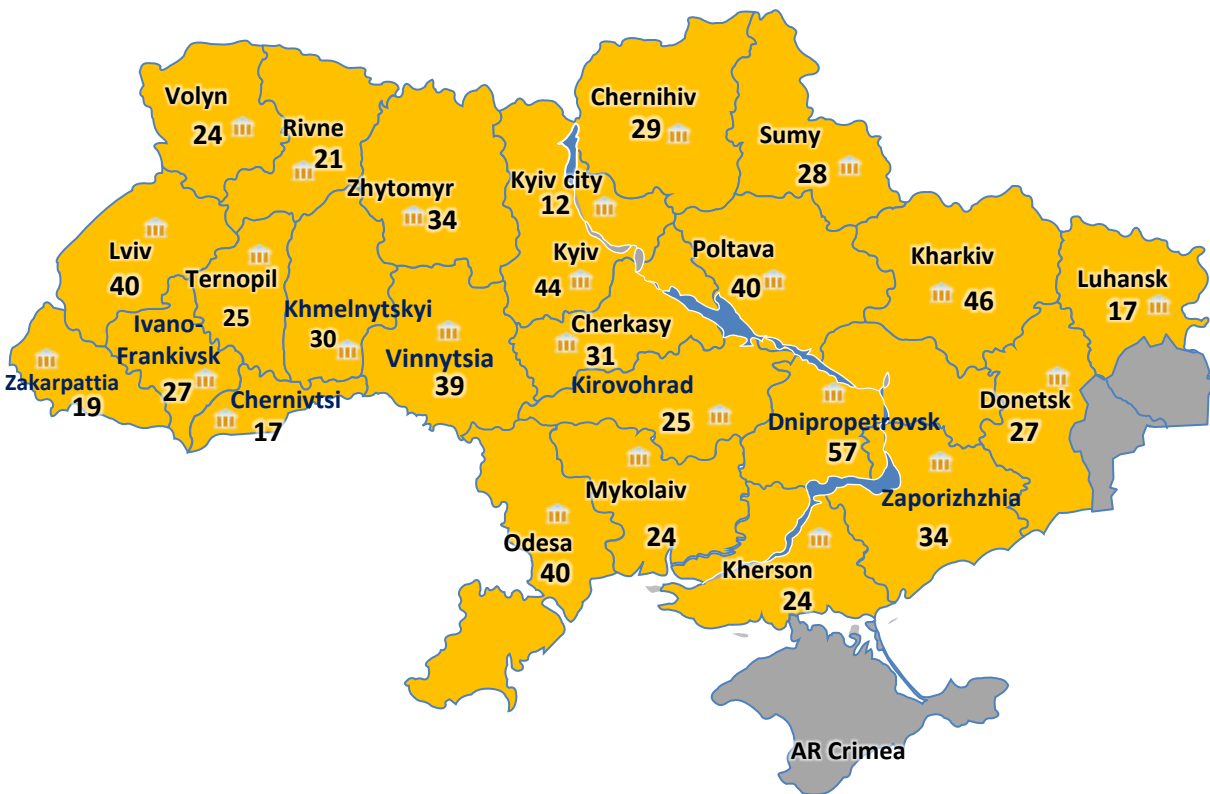 Volyn
24
Rivne
21
Zhytomyr
34
Kyiv city
12
Chernihiv
29
Sumy
28
Lviv
40
Ternopil
25
Khmelnytskyi
30
Kyiv
44
Poltava
40
Kharkiv
46
Luhansk
17
Ivano-
Frankivsk
27
Zakarpattia
19
Chernivtsi
17
Vinnytsia
39
Cherkasy
31
Kirovohrad
25
Dnipropetrovsk
57
Donetsk
27
Mykolaiv
24
Zaporizhzhia
34
Odesa
40
Kherson
24
AR Crimea